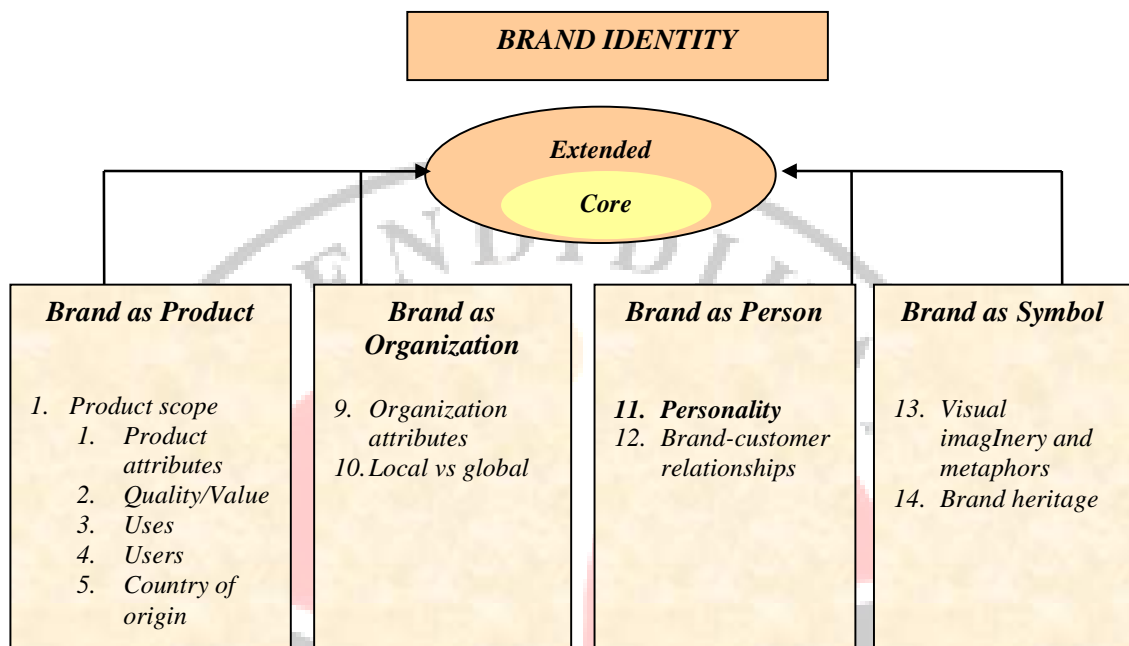 BRAND IDENTITY
Extended
Core
Brand as Product
1. Product scope
1. Product
attributes
2. Quality/Value
3. Uses
4. Users
5. Country of
origin
Brand as
Organization
9. Organization
attributes
10. Local vs global
Brand as Person
11. Personality
12. Brand-customer
relationships
Brand as Symbol
13. Visual
imagInery and
metaphors
14. Brand heritage